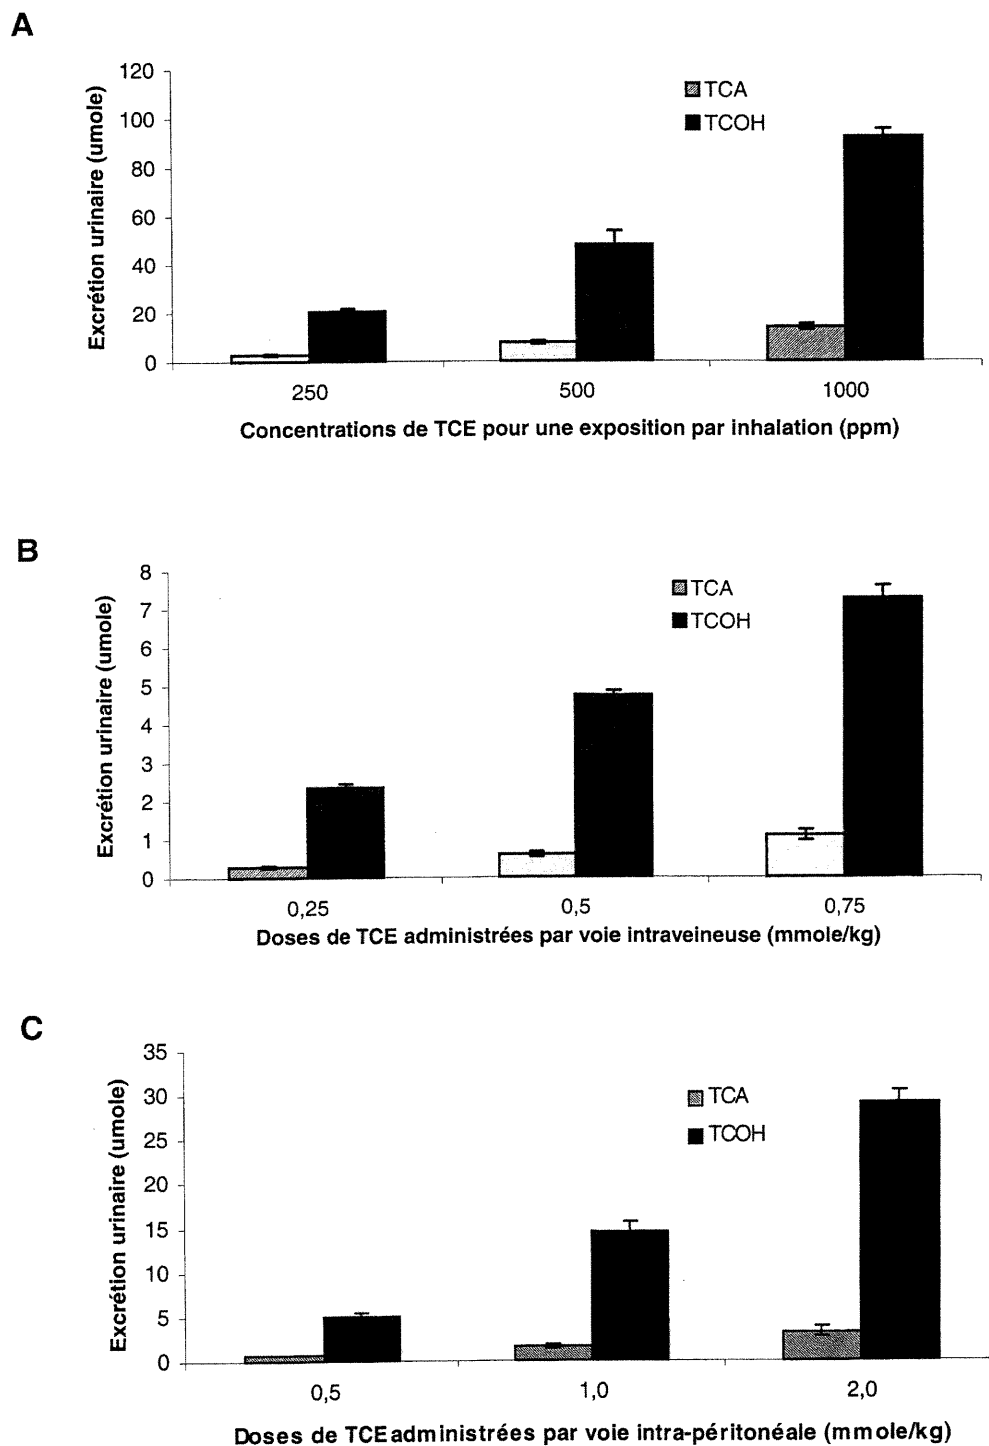 A
Excrétion urinaire (umole)
120
100
80
60
40
20
0
TCA
TCOH
250
500
1000
Concentrations de TCE pour une exposition par inhalation (ppm)
B
Excrétion urinaire (umole)
8
7
6
5
4
3
2
1
0
TCA
TCOH
0,25
0,5
0,75
Doses de TCE administrées par voie intraveineuse (mmole/kg)
C
Excrétion urinaire (umole)
35
30
25
20
15
10
5
0
TCA
TCOH
0,5
1,0
2,0
Doses de TCE administrées par voie intra-péritonéale (mmole/kg)